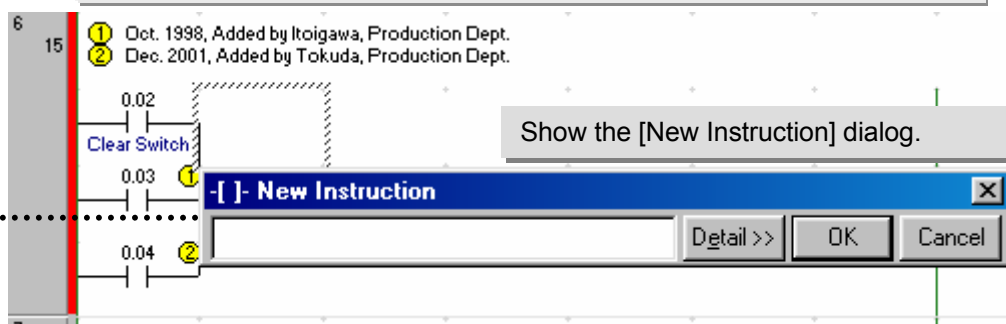 6
15
1 Oct. 1998, Added by Itoigawa, Production Dept.
2 Dec. 2001, Added by Tokuda, Production Dept.
0.02
Clear Switch
Show the [New Instruction] dialog.
0.03 1
-[ ]- New Instruction
Detail >> OK Cancel
0.04 2